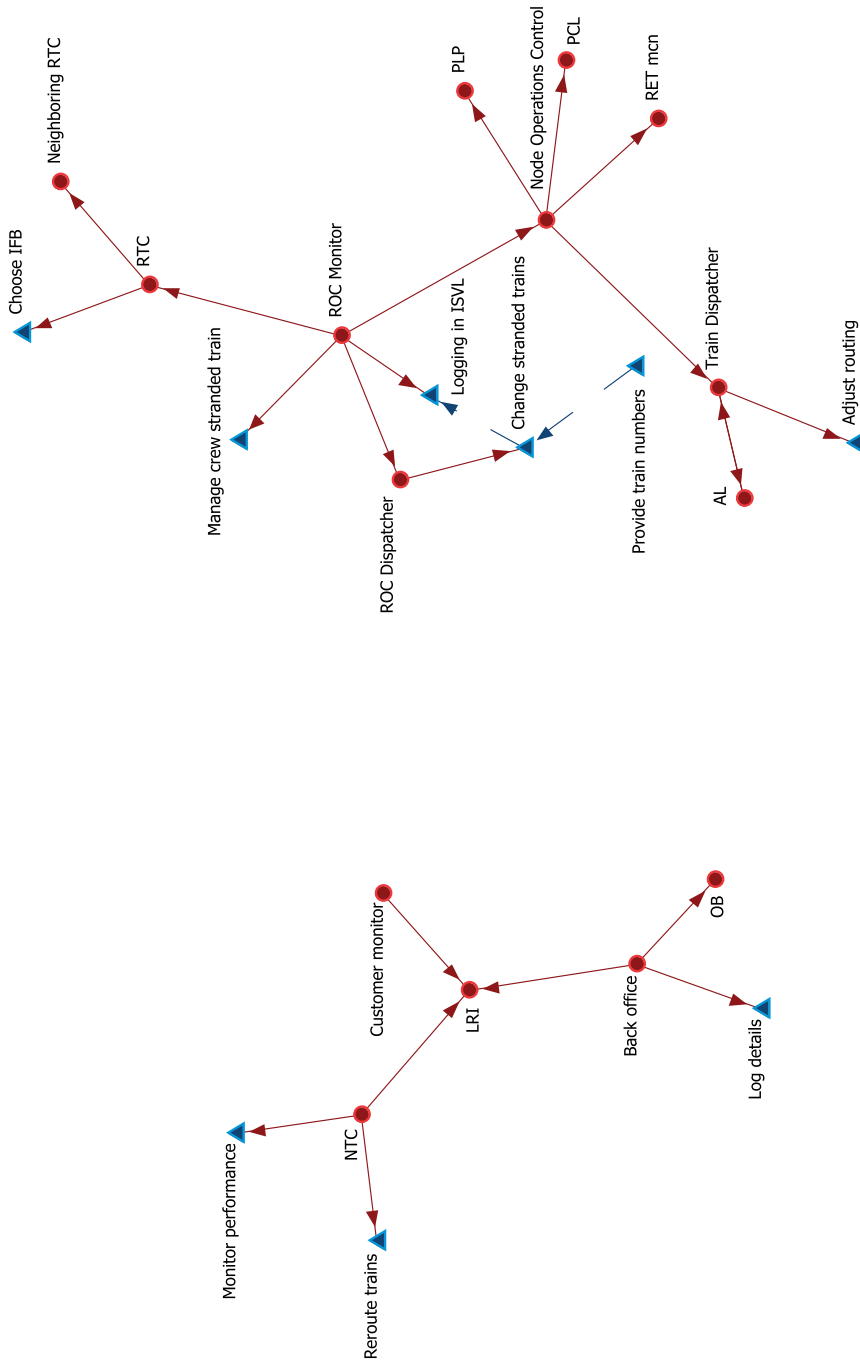 Choose IFB
Neighboring RTC
RTC
Manage crew stranded train
ROC Monitor
Logging in ISVL
ROC Dispatcher
Change stranded trains
PLP
Node Operations Control
PCL
RET mcn
Provide train numbers
Train Dispatcher
AL
Adjust routing
Monitor performance
Reroute trains
NTC
Customer monitor
LRI
Back office
OB
Log details